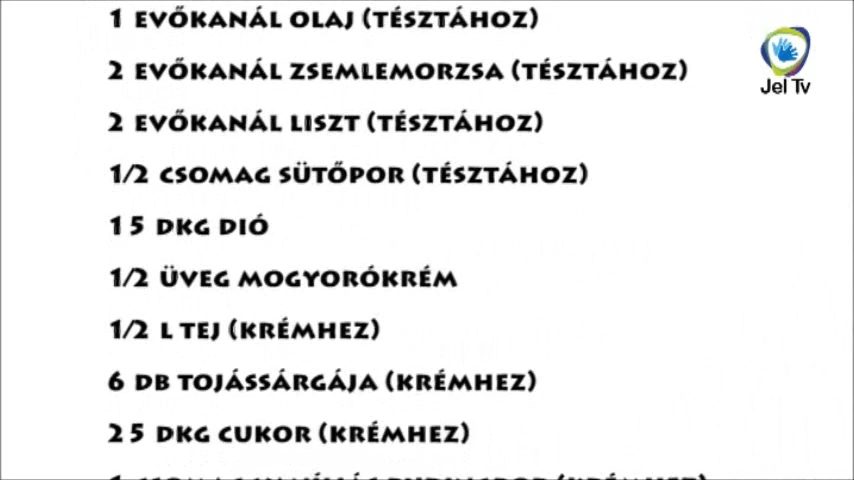 1 EVŐKANÁL OLAJ (TÉSZTÁHOZ)
2 EVŐKANÁL ZSEMLEMORZSA (TÉSZTÁHOZ)
2 EVŐKANÁL LISZT (TÉSZTÁHOZ)
1/2 CSOMAG SÜTŐPOR (TÉSZTÁHOZ)
15 DKG DIÓ
1/2 ÜVEG MOGYORÓKRÉM
1/2 L TEJ (KRÉMHEZ)
6 DB TOJÁSSÁRGÁJA (KRÉMHEZ)
25 DKG CUKOR (KRÉMHEZ)
Jel Tv